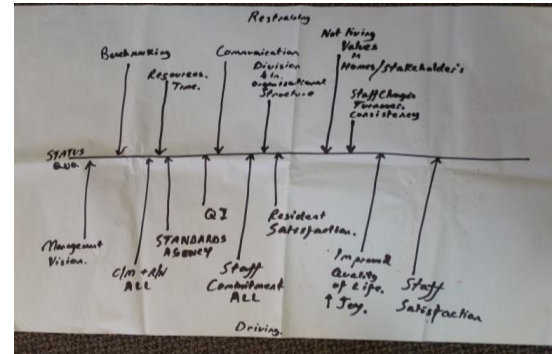 Restraining
Benchmarking
Resources.
Time.
Communication
Division
in
organisational
Structure
Not living
Values
in
Homes/Stakeholder's
Staff Changes
Turnover.
Consistency
STATUS
QUO.
Management
Vision.
C/M + R/N
ALL
STANDARDS
AGENCY
QI
Staff
Commitment
ALL
Resident
Satisfaction.
Improved
Quality
of Life.
↑ Joy.
Staff
Satisfaction
Driving.